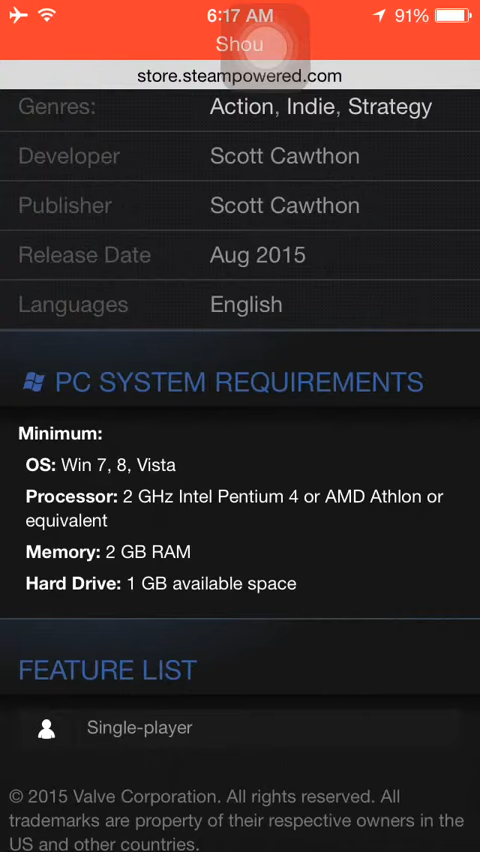 6:17 AM 91%
Shou
store.steampowered.com
Genres: Action, Indie, Strategy
Developer Scott Cawthon
Publisher Scott Cawthon
Release Date Aug 2015
Languages English
PC SYSTEM REQUIREMENTS
Minimum:
OS: Win 7, 8, Vista
Processor: 2 GHz Intel Pentium 4 or AMD Athlon or
equivalent
Memory: 2 GB RAM
Hard Drive: 1 GB available space
FEATURE LIST
Single-player
© 2015 Valve Corporation. All rights reserved. All
trademarks are property of their respective owners in the
US and other countries.